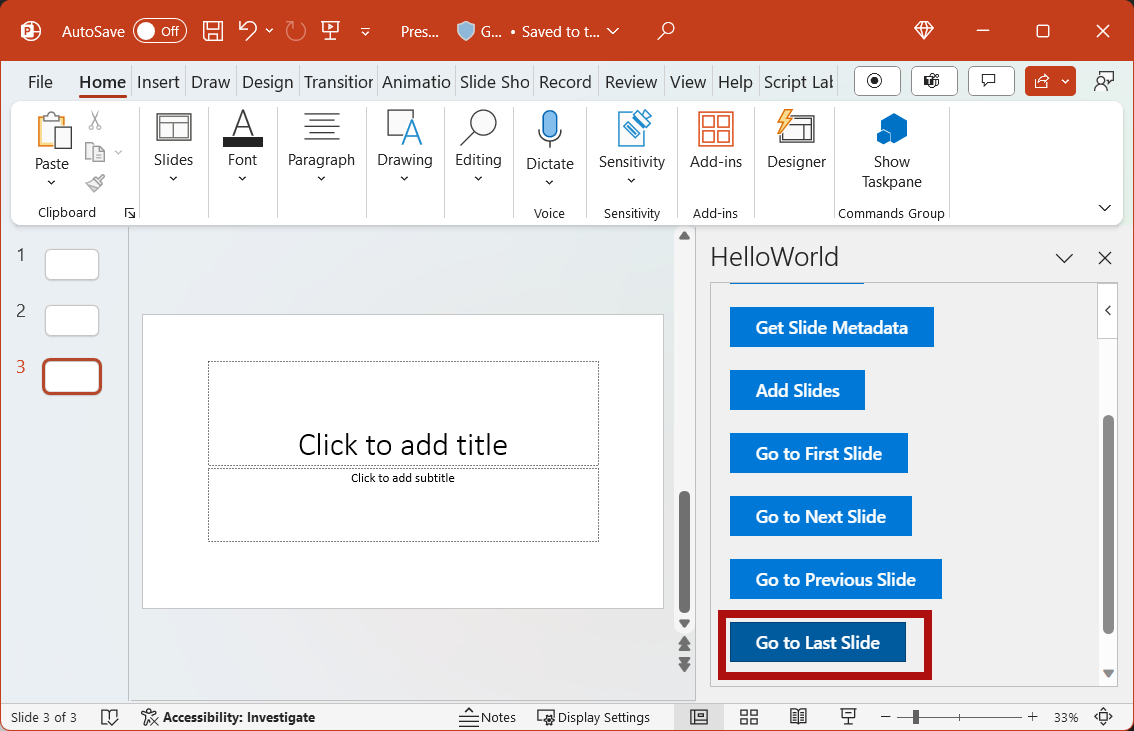 AutoSave Off Pres... G... • Saved to t...
File Home Insert Draw Design Transition Animatio Slide Sho Record Review View Help Script Lab
Paste Slides Font Paragraph Drawing Editing Dictate Sensitivity Add-ins Designer Show Taskpane
Clipboard Voice Sensitivity Add-ins Commands Group
1
2
3
Click to add title
Click to add subtitle
HelloWorld
Get Slide Metadata
Add Slides
Go to First Slide
Go to Next Slide
Go to Previous Slide
Go to Last Slide
Slide 3 of 3 Accessibility: Investigate Notes Display Settings 33%